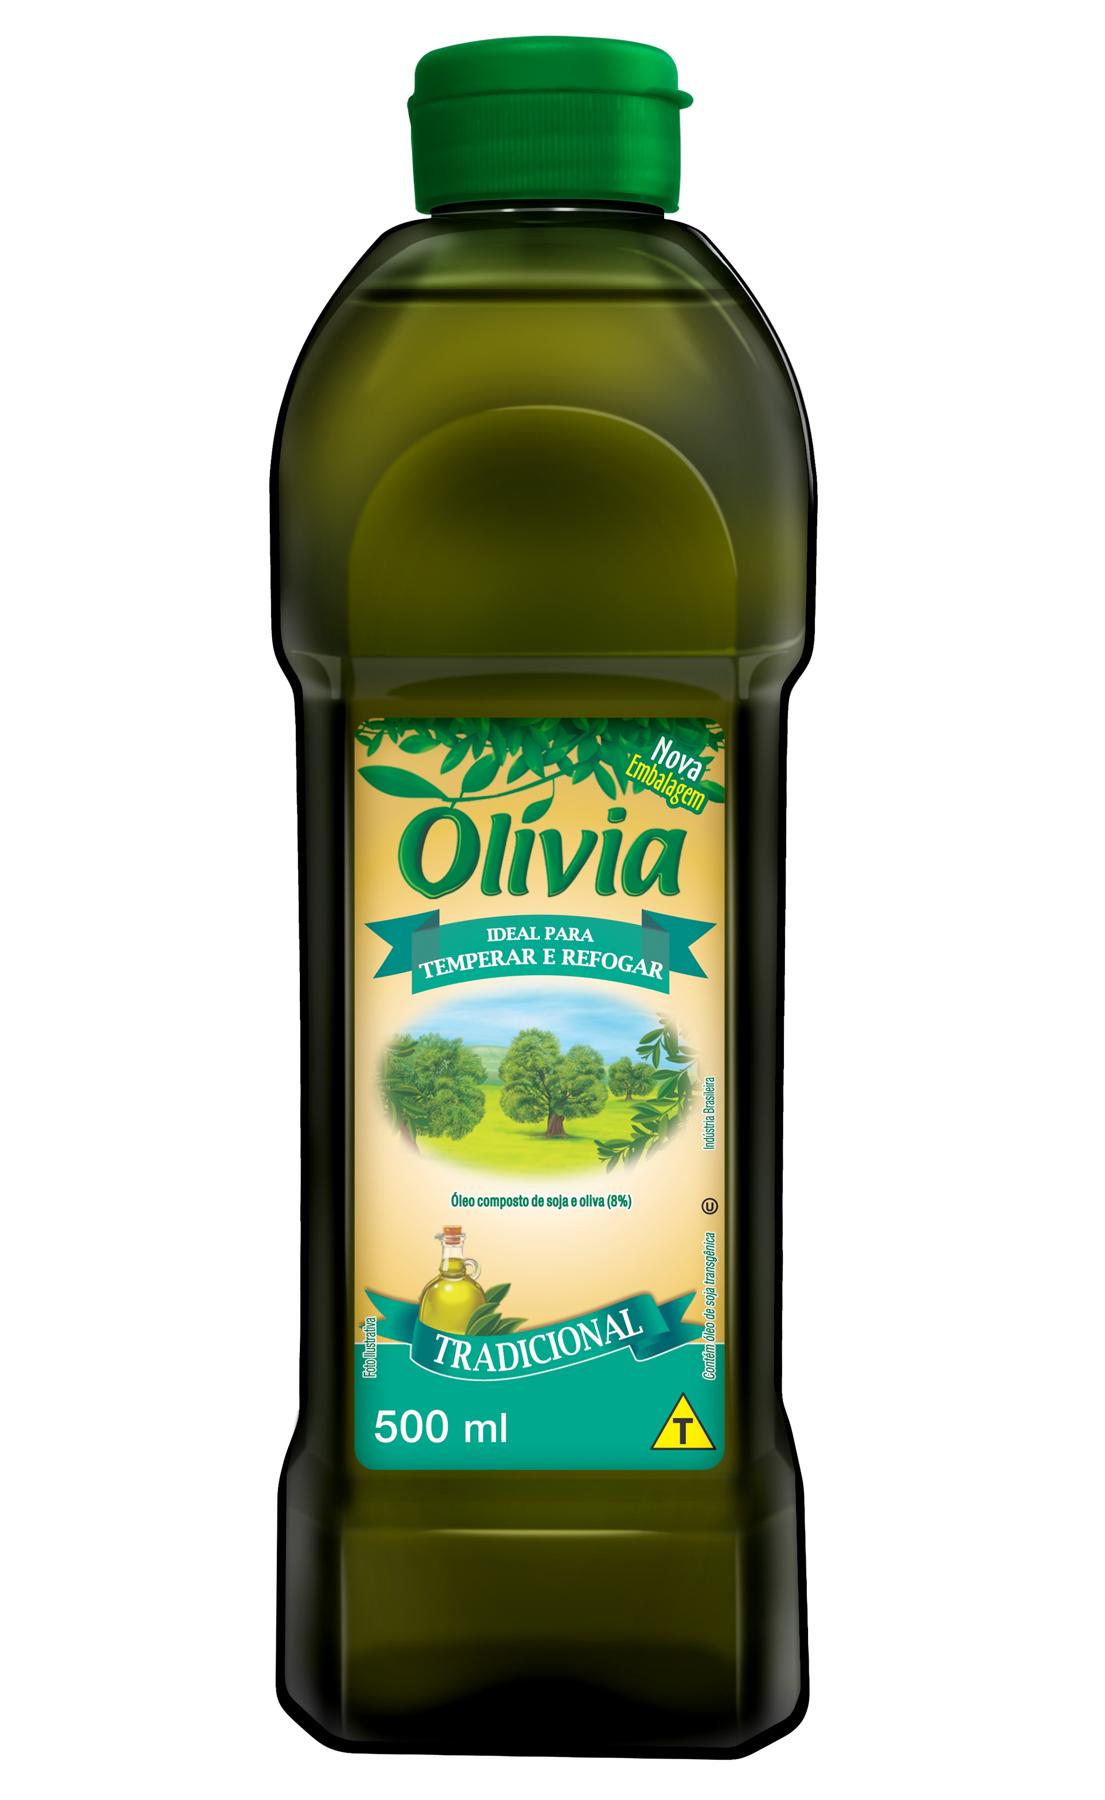 Nova
Embalagem
Olívia
IDEAL PARA
TEMPERAR E REFOGAR
Indústria Brasileira
Óleo composto de soja e oliva (8%)
U
Contém óleo de soja transgênica
Foto Ilustrativa
TRADICIONAL
500 ml
T